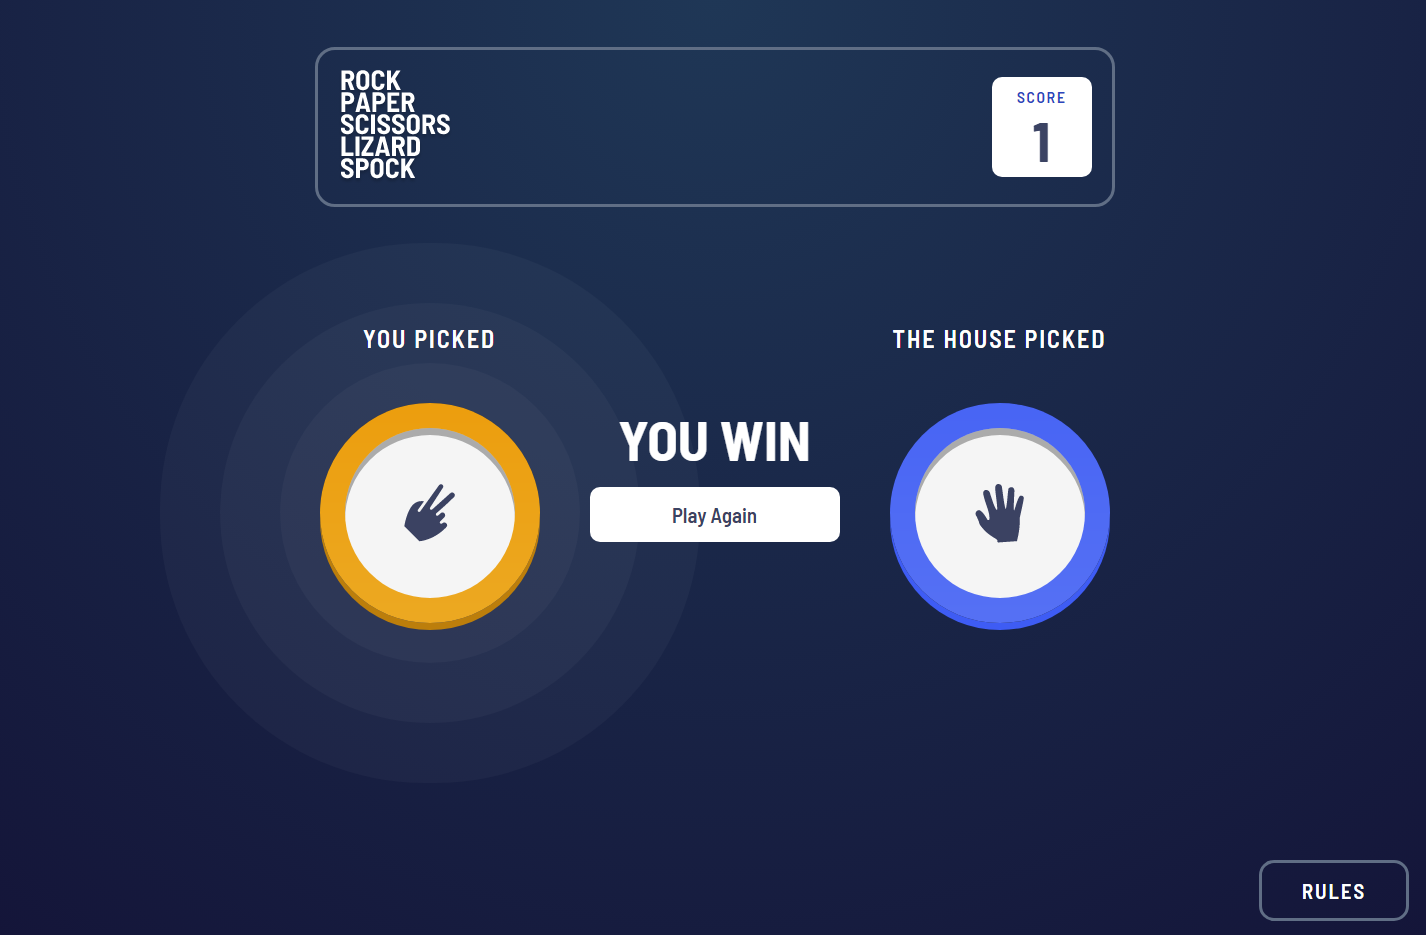 ROCK
PAPER
SCISSORS
LIZARD
SPOCK
SCORE
1
YOU PICKED
THE HOUSE PICKED
YOU WIN
Play Again
RULES